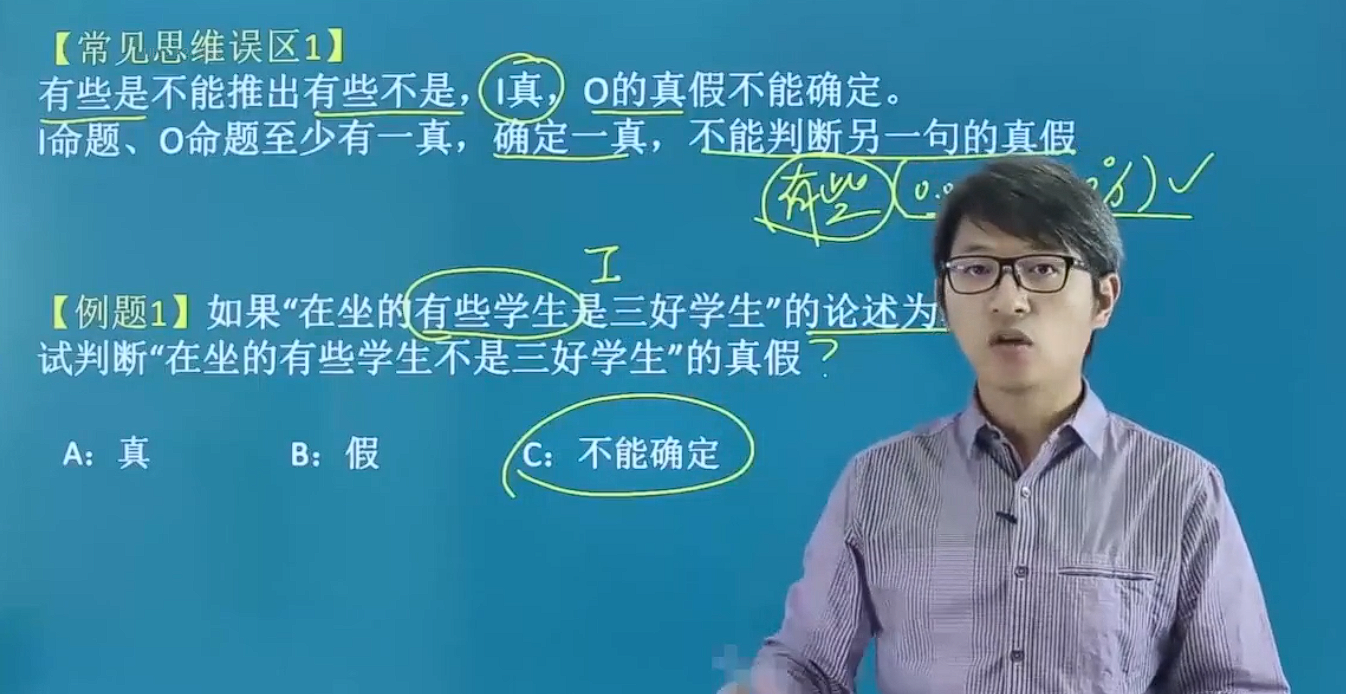 【常见思维误区1】
有些是不能推出有些不是，I真，O的真假不能确定。
I命题、O命题至少有一真，确定一真，不能判断另一句的真假
有些
I
【例题1】如果“在坐的有些学生是三好学生”的论述为
试判断“在坐的有些学生不是三好学生”的真假？
A：真 B：假 C：不能确定